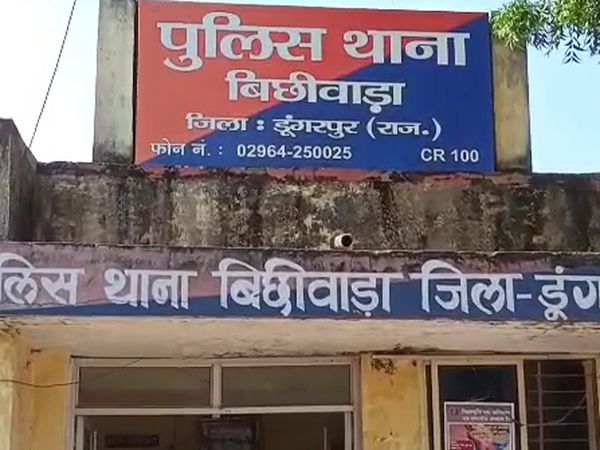 पुलिस थाना
बिछीवाड़ा
जिला : डूंगरपुर (राज.)
फोन नं. : 02964-250025 CR 100
लिस थाना बिछीवाड़ा जिला-डूंग